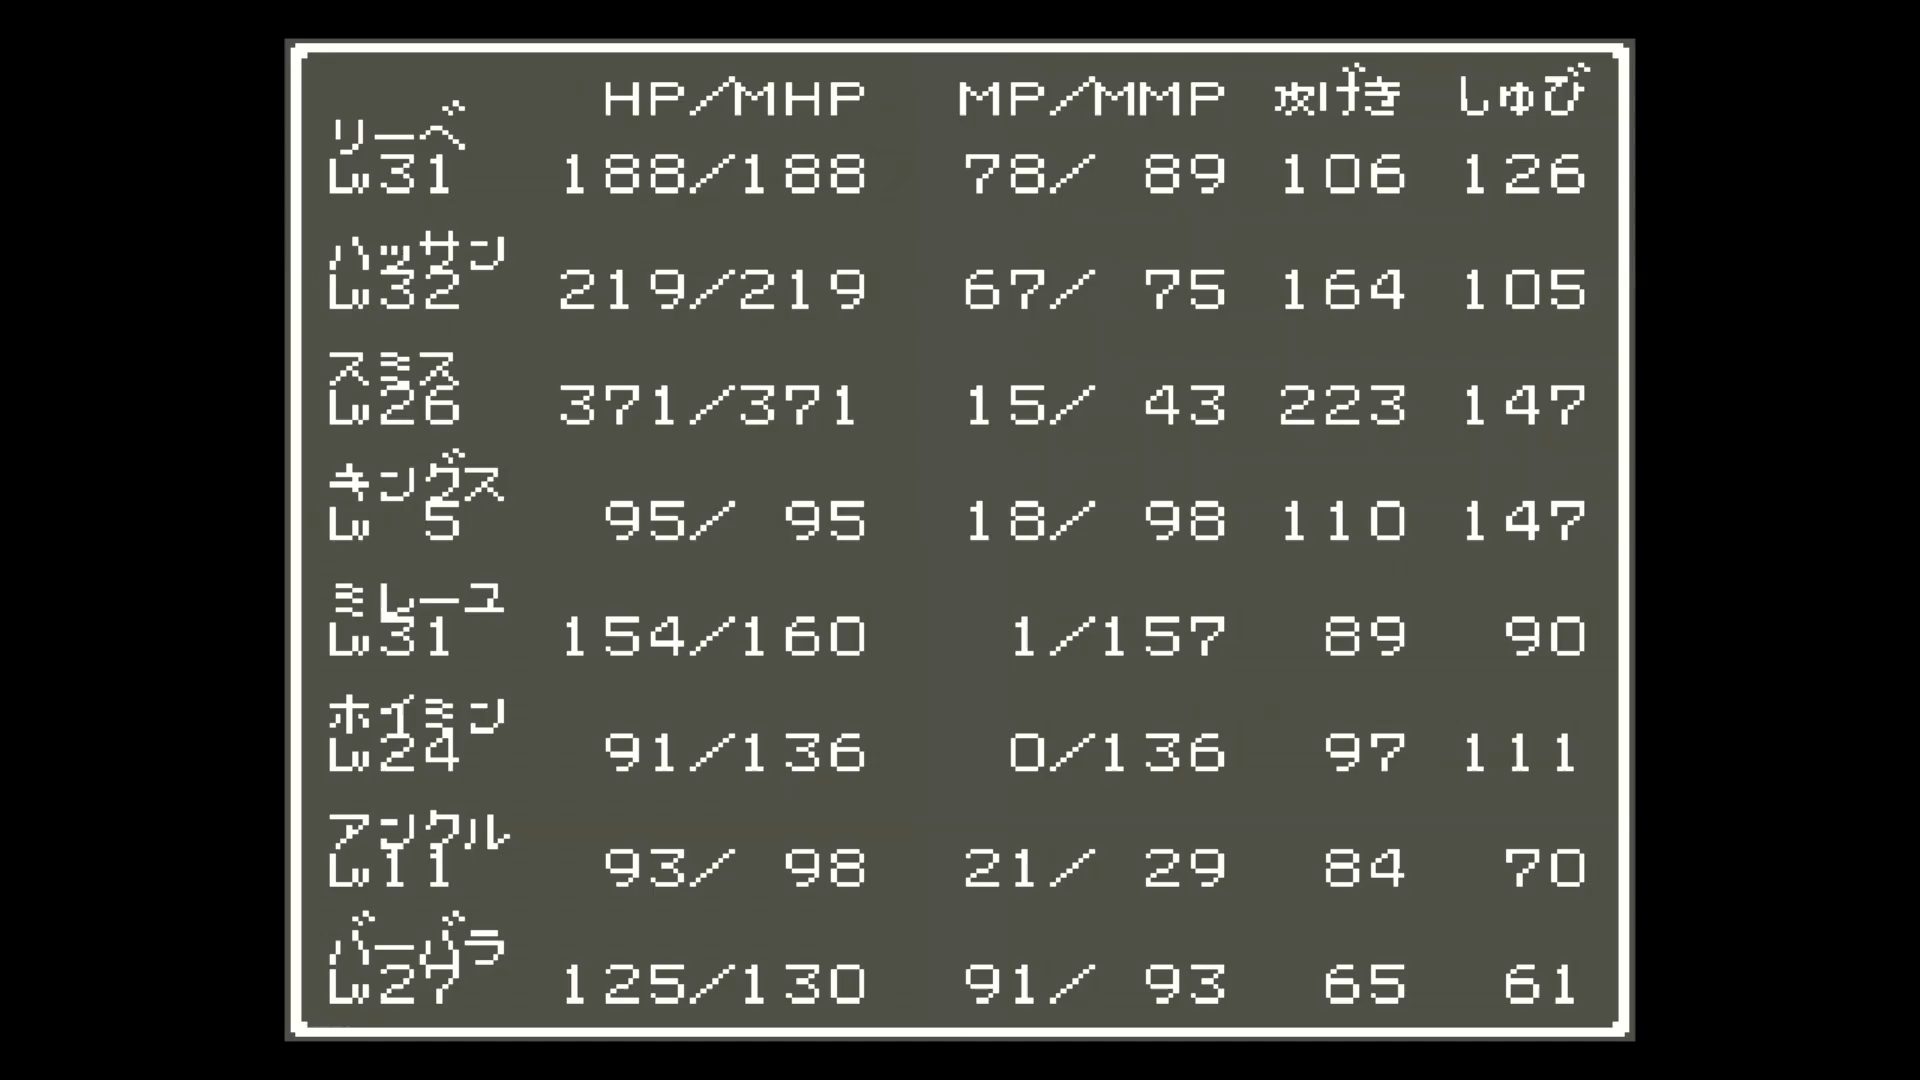 HP/MHP MP/MMP 攻げき しゅび
リーベ
Lv31 188/188 78/ 89 106 126
ハッサン
Lv32 219/219 67/ 75 164 105
スミス
Lv26 371/371 15/ 43 223 147
キングス
Lv 5 95/ 95 18/ 98 110 147
ミレーユ
Lv31 154/160 1/157 89 90
ホイミン
Lv24 91/136 0/136 97 111
アンクル
Lv11 93/ 98 21/ 29 84 70
バーバラ
Lv27 125/130 91/ 93 65 61